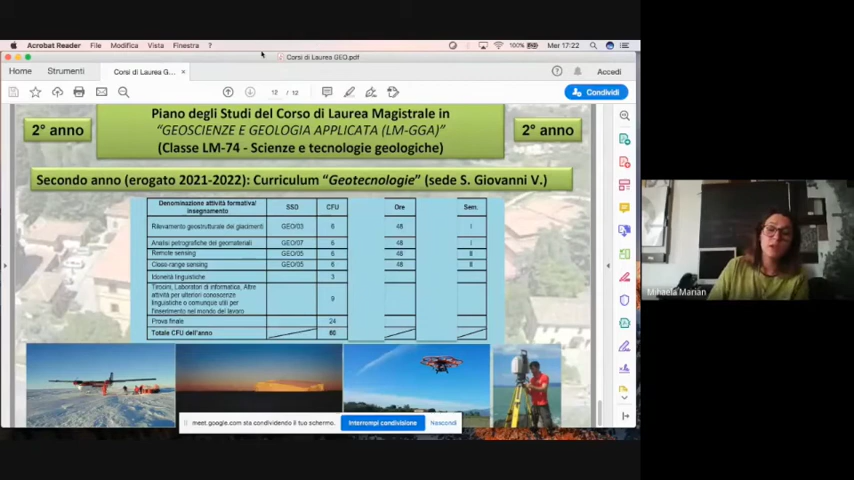 Acrobat Reader File Modifica Vista Finestra ? 100% Mer 17:22
Corsi di Laurea GEO.pdf
Home Strumenti Corsi di Laurea G... × Accedi
12 / 12 Condividi
2° anno
Piano degli Studi del Corso di Laurea Magistrale in
“GEOSCIENZE E GEOLOGIA APPLICATA (LM-GGA)”
(Classe LM-74 - Scienze e tecnologie geologiche)
2° anno
Secondo anno (erogato 2021-2022): Curriculum “Geotecnologie” (sede S. Giovanni V.)
Denominazione attività formativa/
insegnamento SSD CFU Ore Sem.
Rilevamento geostrutturale dei giacimenti GEO/03 6 48 I
Analisi petrografiche dei geomateriali GEO/07 6 48 I
Remote sensing GEO/05 6 48 II
Close-range sensing GEO/05 6 48 II
Idoneità linguistiche 3
Tirocini, Laboratori di informatica, Altre
attività per ulteriori conoscenze
linguistiche o comunque utili per
l'inserimento nel mondo del lavoro 9
Prova finale 24
Totale CFU dell'anno 60
meet.google.com sta condividendo il tuo schermo. Interrompi condivisione Nascondi
Mihaela Marian